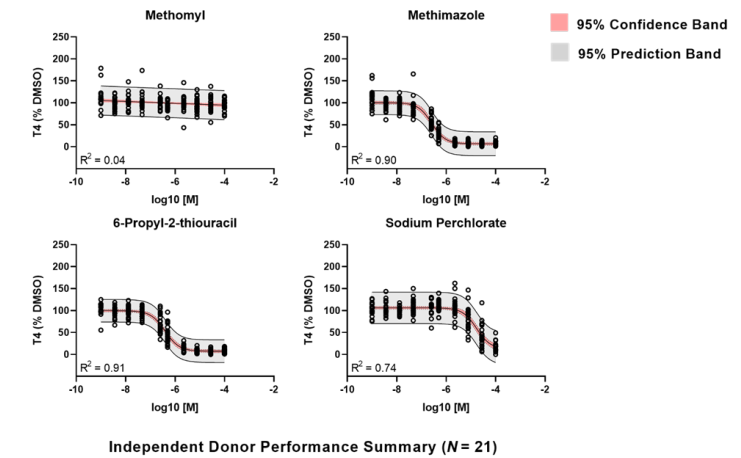 Methomyl
250
200
150
100
50
0
T4 (% DMSO)
R² = 0.04
-10 -8 -6 -4 -2
log10 [M]
Methimazole
250
200
150
100
50
0
T4 (% DMSO)
R² = 0.90
-10 -8 -6 -4 -2
log10 [M]
95% Confidence Band
95% Prediction Band
6-Propyl-2-thiouracil
250
200
150
100
50
0
T4 (% DMSO)
R² = 0.91
-10 -8 -6 -4 -2
log10 [M]
Sodium Perchlorate
250
200
150
100
50
0
T4 (% DMSO)
R² = 0.74
-10 -8 -6 -4 -2
log10 [M]
Independent Donor Performance Summary (N = 21)